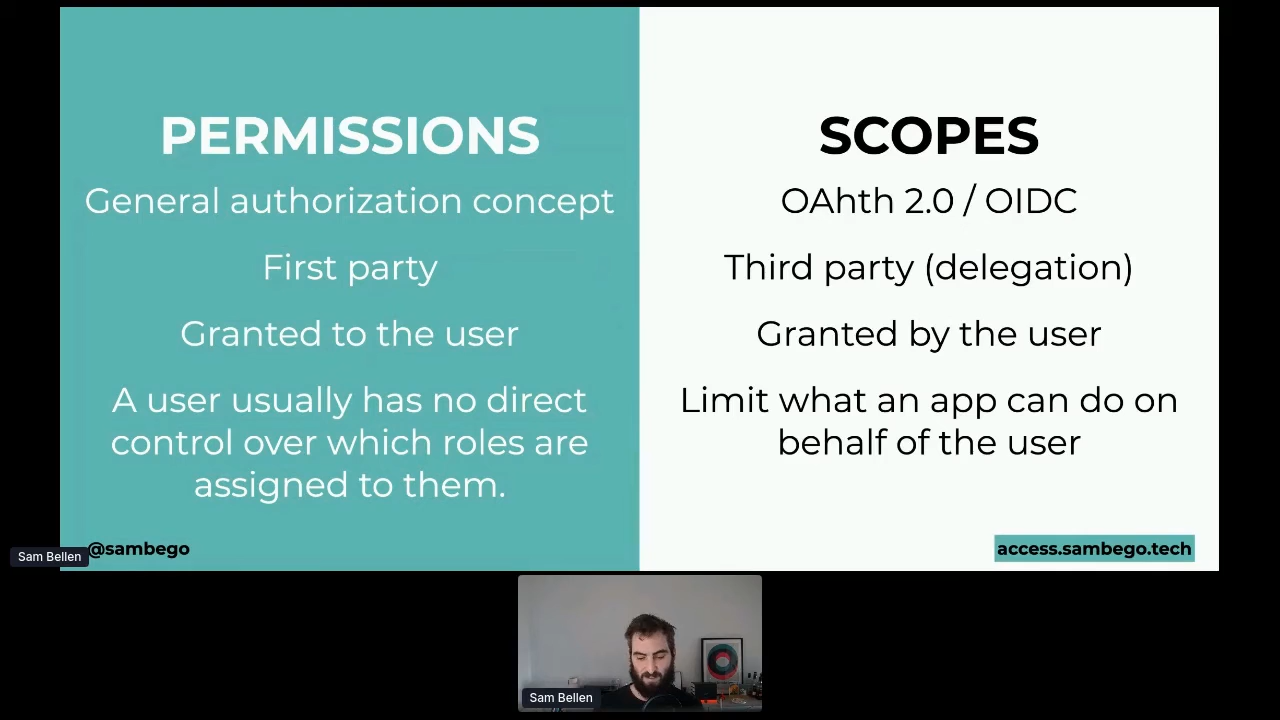 PERMISSIONS
General authorization concept
First party
Granted to the user
A user usually has no direct
control over which roles are
assigned to them.
SCOPES
OAhth 2.0 / OIDC
Third party (delegation)
Granted by the user
Limit what an app can do on
behalf of the user
Sam Bellen
@sambego
access.sambego.tech
Sam Bellen